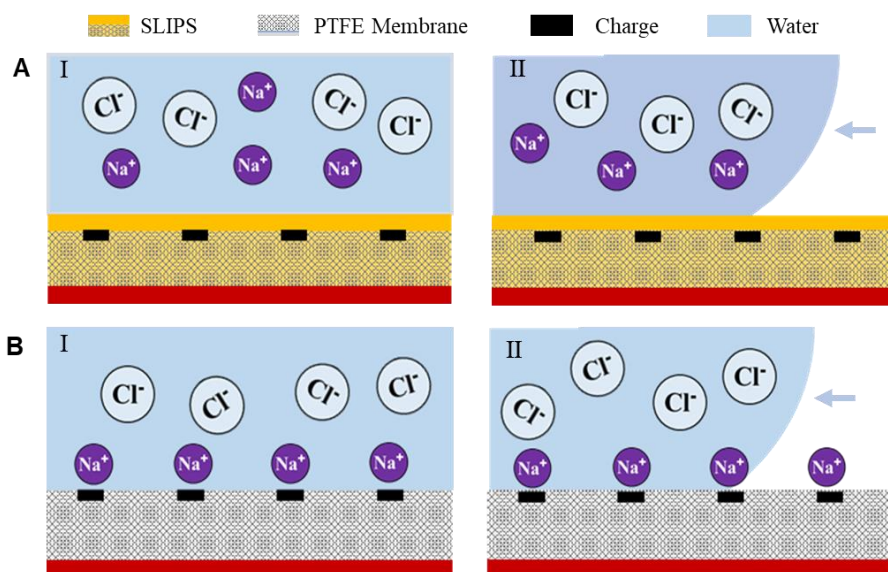 SLIPS PTFE Membrane Charge Water
A
I
Cl-
Cl-
Na+
Cl-
Cl-
Na+
Na+
Na+
II
Cl-
Cl-
Cl-
Na+
Na+
Na+
B
I
Cl-
Cl-
Cl-
Cl-
Na+
Na+
Na+
Na+
II
Cl-
Cl-
Cl-
Cl-
Na+
Na+
Na+
Na+